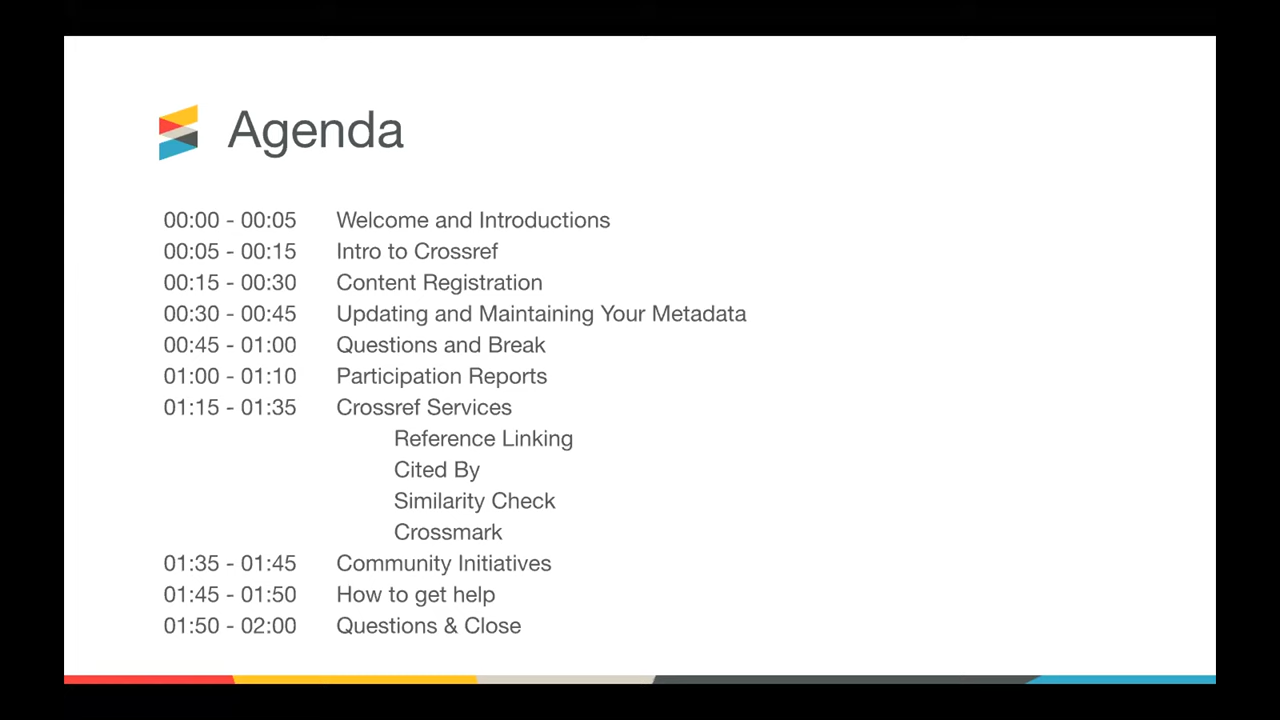 Agenda
00:00 - 00:05 Welcome and Introductions
00:05 - 00:15 Intro to Crossref
00:15 - 00:30 Content Registration
00:30 - 00:45 Updating and Maintaining Your Metadata
00:45 - 01:00 Questions and Break
01:00 - 01:10 Participation Reports
01:15 - 01:35 Crossref Services
Reference Linking
Cited By
Similarity Check
Crossmark
01:35 - 01:45 Community Initiatives
01:45 - 01:50 How to get help
01:50 - 02:00 Questions & Close